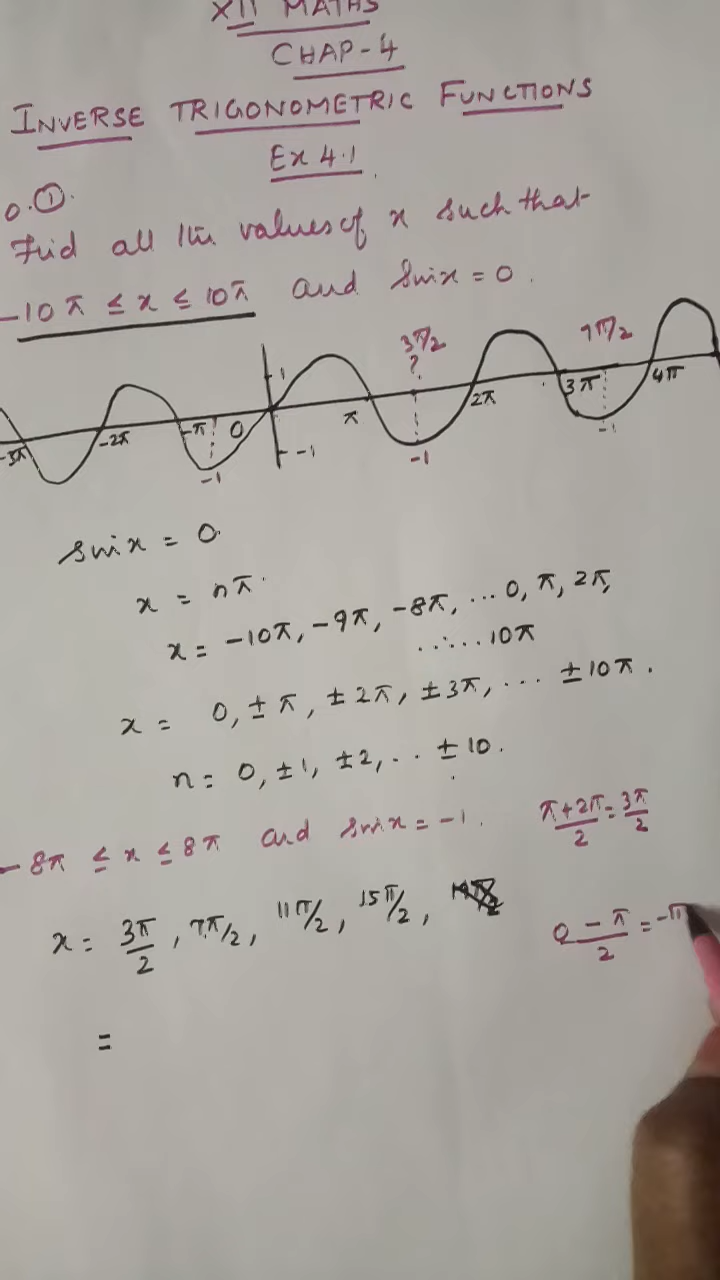 XII MATHS
CHAP-4
INVERSE TRIGONOMETRIC FUNCTIONS
Ex 4.1
Q.①.
Find all the values of x such that
-10π ≤ x ≤ 10π and sin x = 0.
3π/2 9π/2
?
1
-3π -2π -π 0 π 2π 3π 4π
-1 -1 -1 -1
sin x = 0
x = nπ.
x = -10π, -9π, -8π, ... 0, π, 2π,
...... 10π
x = 0, ±π, ±2π, ±3π, ... ±10π.
n = 0, ±1, ±2, .. ±10.
-8π ≤ x ≤ 8π and sin x = -1. π+2π/2 = 3π/2
x = 3π/2, 7π/2, 11π/2, 15π/2,
0-π/2 = -π
=